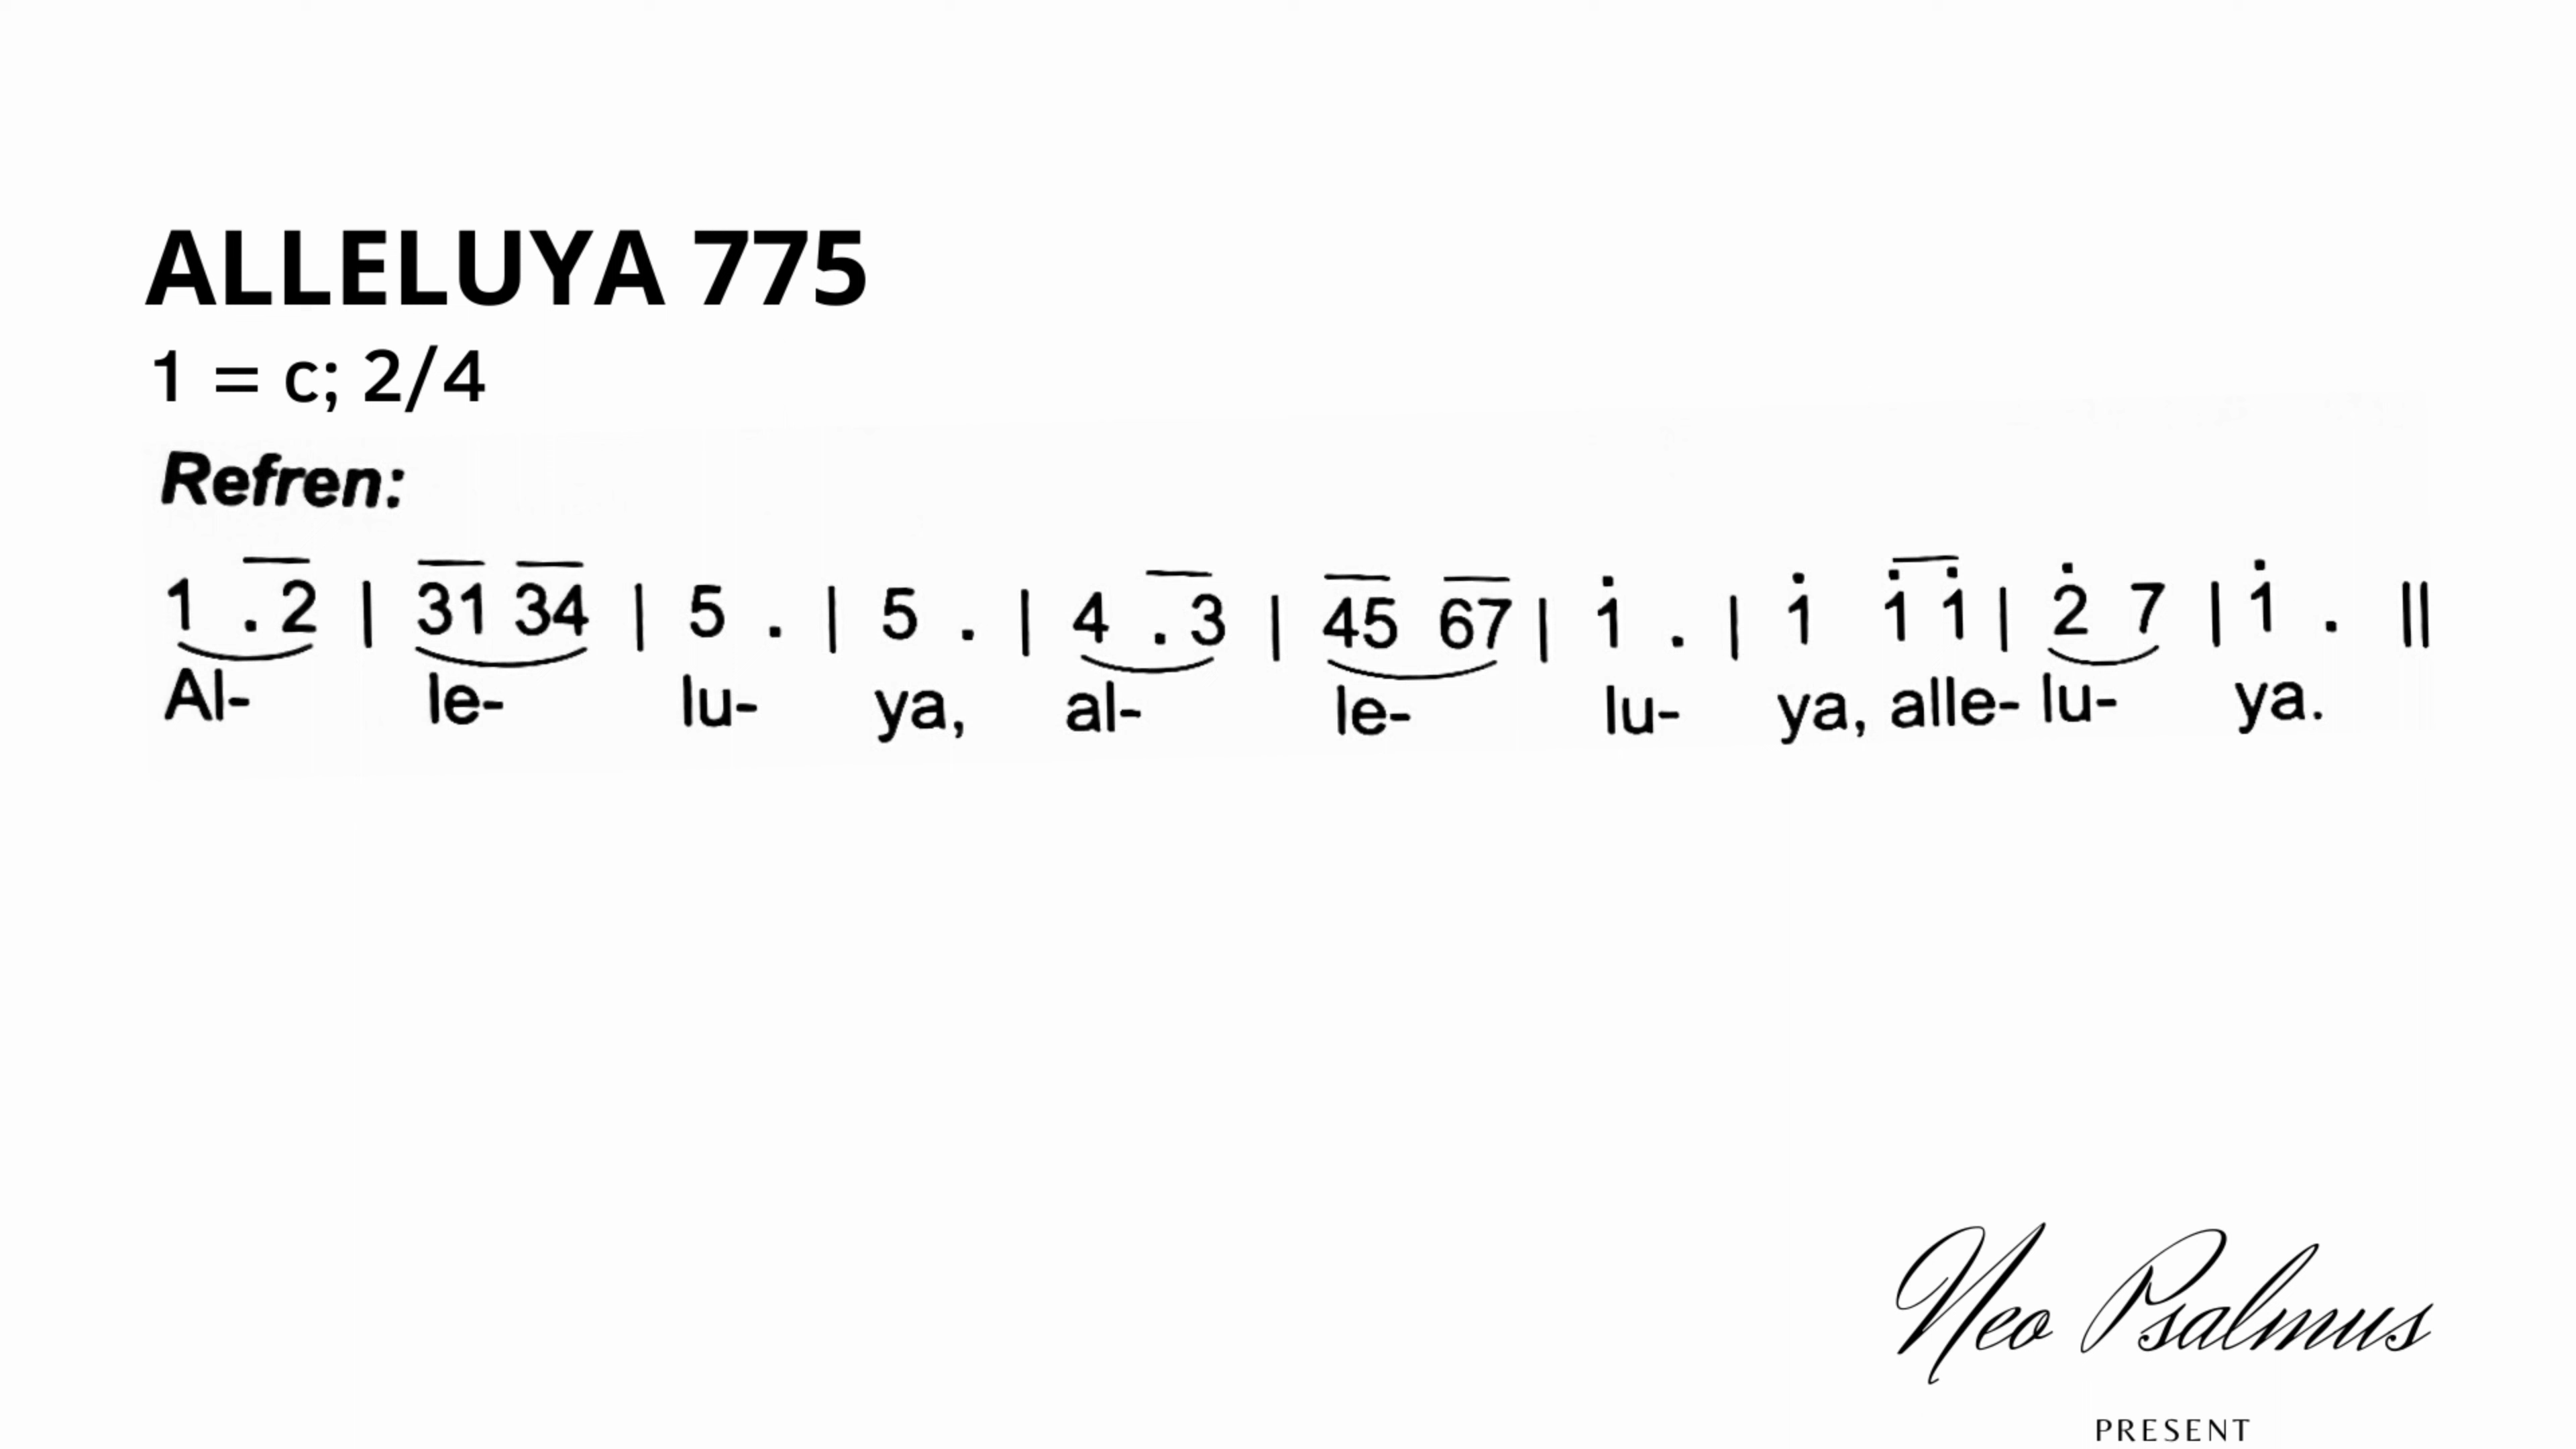 ALLELUYA 775
1 = c; 2/4
Refren:
1 .2 | 31 34 | 5 . | 5 . | 4 .3 | 45 67 | 1̇ . | 1̇ 1̇ 1̇ | 2̇ 7 | 1̇ . ||
Al- le- lu- ya, al- le- lu- ya, alle- lu- ya.
Neo Psalmus
PRESENT